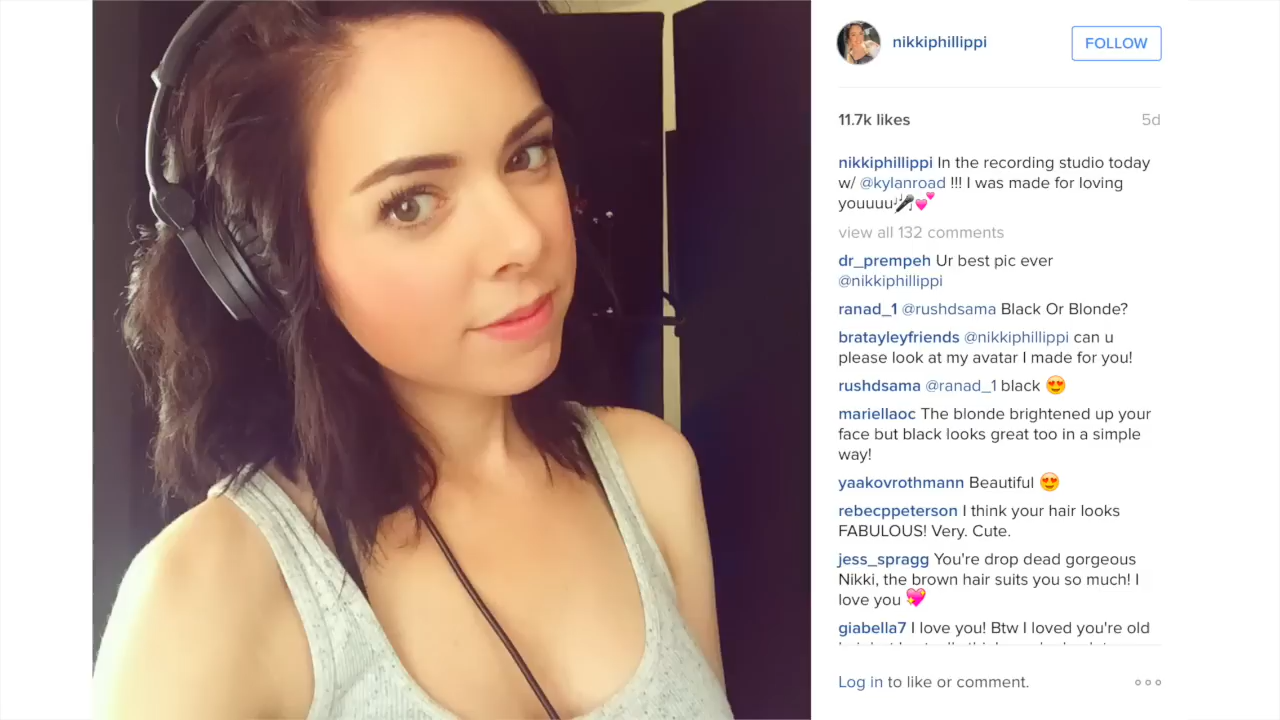 nikkiphillippi
FOLLOW
11.7k likes
5d
nikkiphillippi In the recording studio today
w/ @kylanroad !!! I was made for loving
youuuu🎤💕
view all 132 comments
dr_prempeh Ur best pic ever
@nikkiphillippi
ranad_1 @rushdsama Black Or Blonde?
bratayleyfriends @nikkiphillippi can u
please look at my avatar I made for you!
rushdsama @ranad_1 black 😍
mariellaoc The blonde brightened up your
face but black looks great too in a simple
way!
yaakovrothmann Beautiful 😍
rebecppeterson I think your hair looks
FABULOUS! Very. Cute.
jess_spragg You're drop dead gorgeous
Nikki, the brown hair suits you so much! I
love you 💖
giabella7 I love you! Btw I loved you're old
Log in to like or comment.